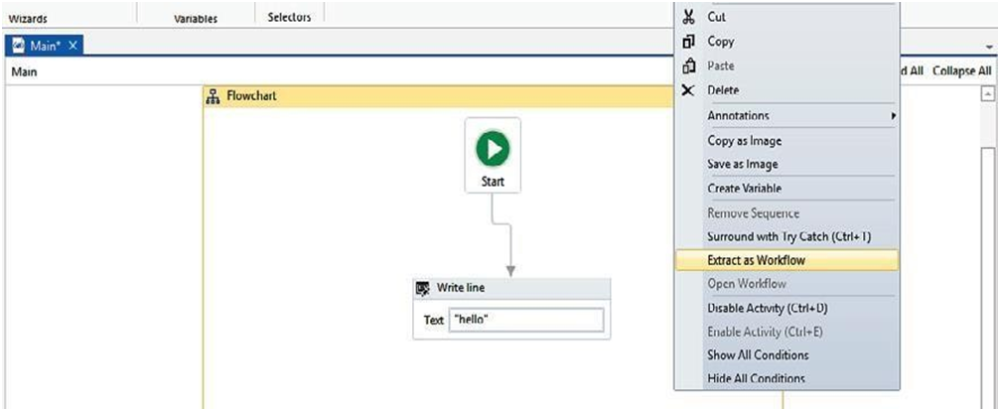 Wizards Variables Selectors
Main* X
Main d All Collapse All
Flowchart
Start
Write line
Text "hello"
Cut
Copy
Paste
Delete
Annotations
Copy as Image
Save as Image
Create Variable
Remove Sequence
Surround with Try Catch (Ctrl+T)
Extract as Workflow
Open Workflow
Disable Activity (Ctrl+D)
Enable Activity (Ctrl+E)
Show All Conditions
Hide All Conditions